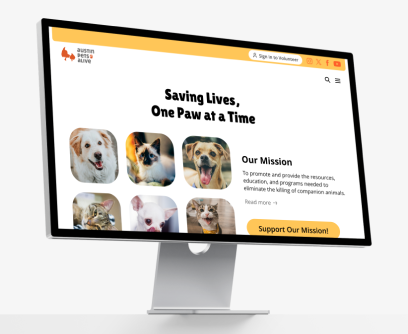 AUSTIN
PETS
ALIVE
Sign in to Volunteer
Saving Lives,
One Paw at a Time
Our Mission
To promote and provide the resources,
education, and programs needed to
eliminate the killing of companion animals.
Read more →
Support Our Mission!